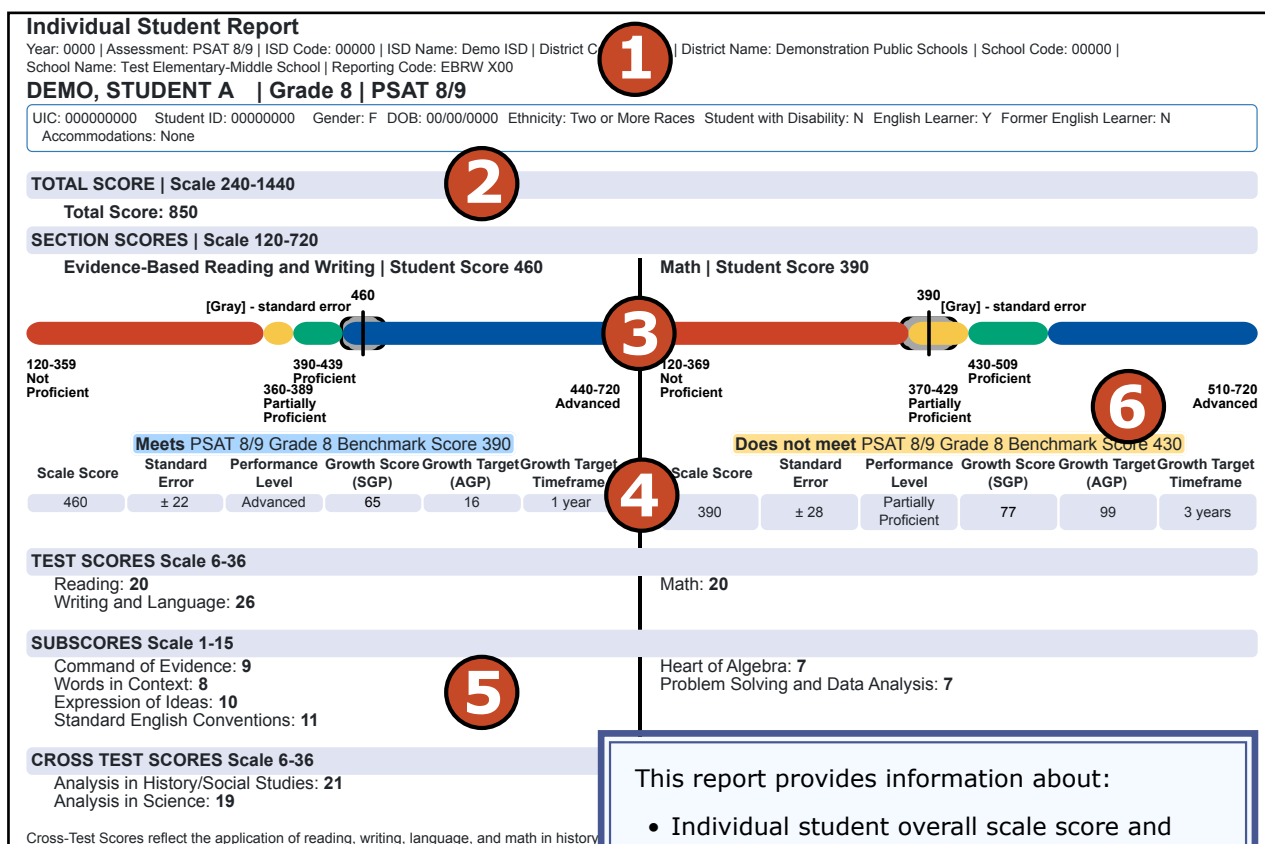 Individual Student Report
Year: 0000 | Assessment: PSAT 8/9 | ISD Code: 00000 | ISD Name: Demo ISD | District | District Name: Demonstration Public Schools | School Code: 00000 |
School Name: Test Elementary-Middle School | Reporting Code: EBRW X00
1
DEMO, STUDENT A | Grade 8 | PSAT 8/9
UIC: 000000000 Student ID: 00000000 Gender: F DOB: 00/00/0000 Ethnicity: Two or More Races Student with Disability: N English Learner: Y Former English Learner: N
Accommodations: None
2
TOTAL SCORE | Scale 240-1440
Total Score: 850
SECTION SCORES | Scale 120-720
Evidence-Based Reading and Writing | Student Score 460
460
[Gray] - standard error
120-359
Not
Proficient
360-389
Partially
Proficient
390-439
Proficient
440-720
Advanced
Meets PSAT 8/9 Grade 8 Benchmark Score 390
Scale Score Standard Error Performance Level Growth Score (SGP) Growth Target (AGP) Growth Target Timeframe
460 ± 22 Advanced 65 16 1 year
3
Math | Student Score 390
390
[Gray] - standard error
120-369
Not
Proficient
370-429
Partially
Proficient
430-509
Proficient
510-720
Advanced
6
Does not meet PSAT 8/9 Grade 8 Benchmark Score 430
4
Scale Score Standard Error Performance Level Growth Score (SGP) Growth Target (AGP) Growth Target Timeframe
390 ± 28 Partially Proficient 77 99 3 years
TEST SCORES Scale 6-36
Reading: 20
Writing and Language: 26
Math: 20
SUBSCORES Scale 1-15
Command of Evidence: 9
Words in Context: 8
Expression of Ideas: 10
Standard English Conventions: 11
5
Heart of Algebra: 7
Problem Solving and Data Analysis: 7
CROSS TEST SCORES Scale 6-36
Analysis in History/Social Studies: 21
Analysis in Science: 19
Cross-Test Scores reflect the application of reading, writing, language, and math in history
This report provides information about:
• Individual student overall scale score and